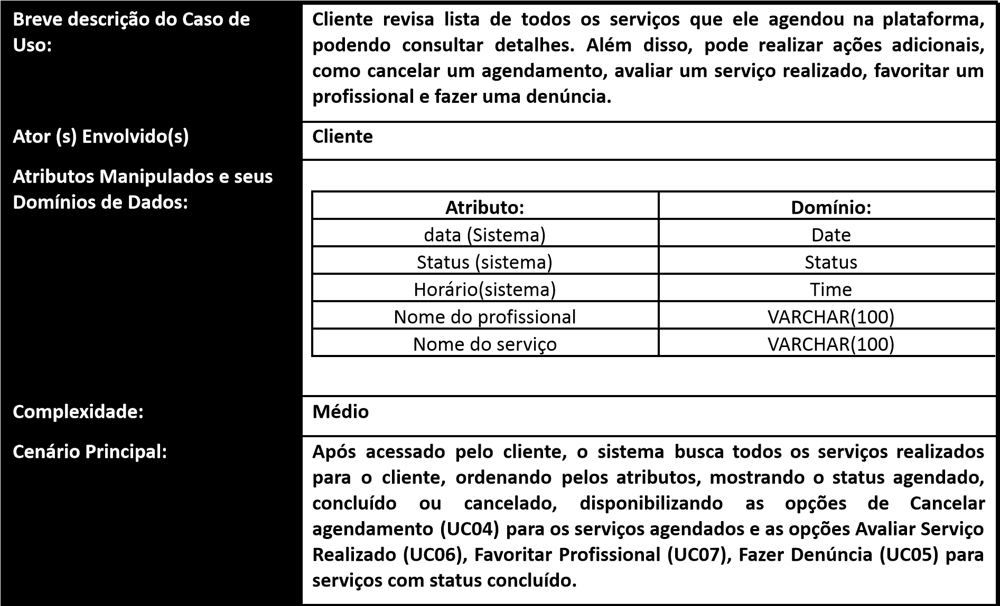 Breve descrição do Caso de
Uso:
Cliente revisa lista de todos os serviços que ele agendou na plataforma,
podendo consultar detalhes. Além disso, pode realizar ações adicionais,
como cancelar um agendamento, avaliar um serviço realizado, favoritar um
profissional e fazer uma denúncia.
Ator (s) Envolvido(s)
Cliente
Atributos Manipulados e seus
Domínios de Dados:
Atributo:
Domínio:
data (Sistema)
Date
Status (sistema)
Status
Horário(sistema)
Time
Nome do profissional
VARCHAR(100)
Nome do serviço
VARCHAR(100)
Complexidade:
Médio
Cenário Principal:
Após acessado pelo cliente, o sistema busca todos os serviços realizados
para o cliente, ordenando pelos atributos, mostrando o status agendado,
concluído ou cancelado, disponibilizando as opções de Cancelar
agendamento (UC04) para os serviços agendados e as opções Avaliar Serviço
Realizado (UC06), Favoritar Profissional (UC07), Fazer Denúncia (UC05) para
serviços com status concluído.